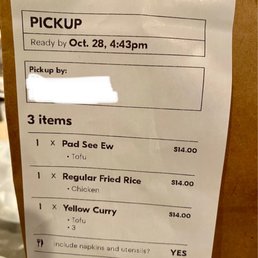 PICKUP
Ready by Oct. 28, 4:43pm
Pickup by:
3 items
1 x Pad See Ew $14.00
• Tofu
1 x Regular Fried Rice $14.00
• Chicken
1 x Yellow Curry $14.00
• Tofu
• 3
Include napkins and utensils? YES